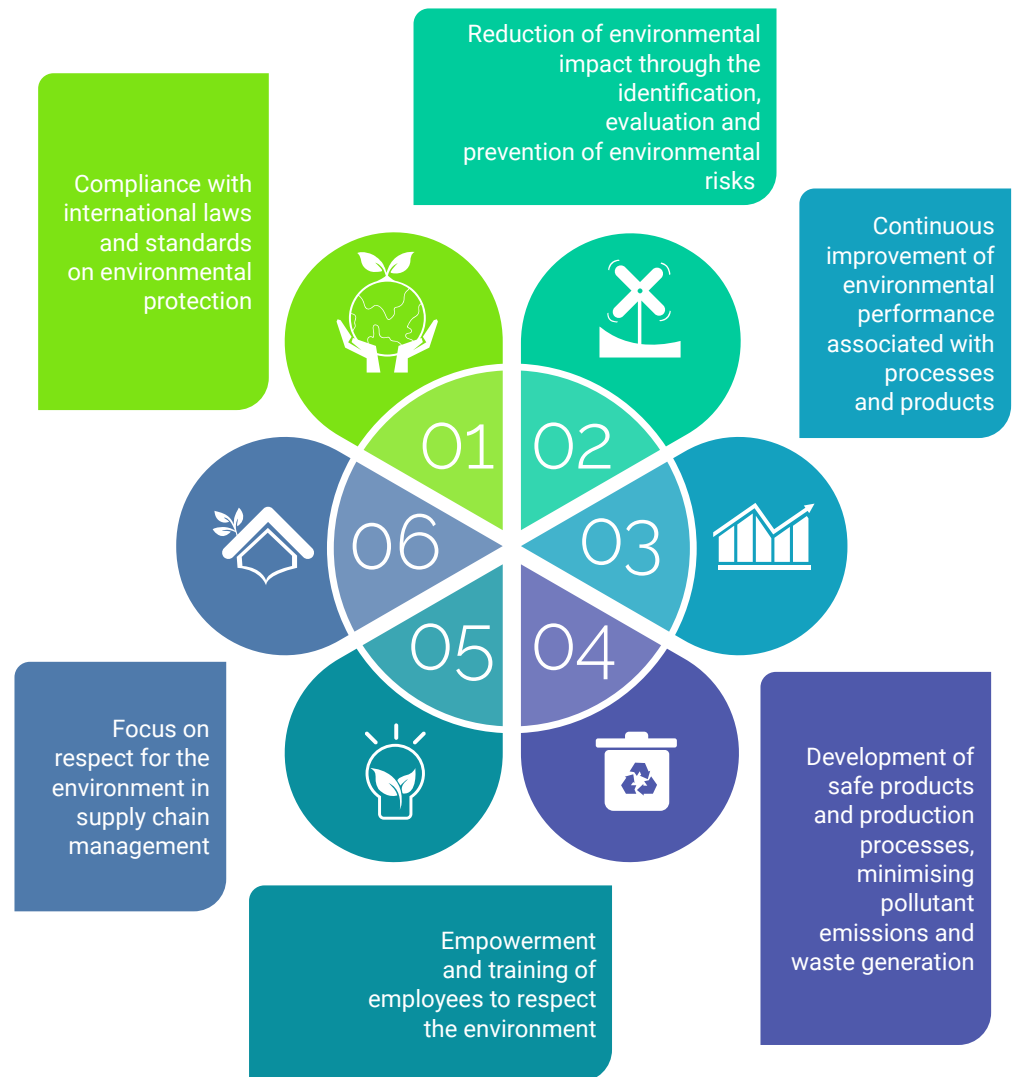 Compliance with
international laws
and standards
on environmental
protection
01
Reduction of environmental
impact through the
identification,
evaluation and
prevention of environmental
risks
02
Continuous
improvement of
environmental
performance
associated with
processes
and products
03
Development of
safe products
and production
processes,
minimising
pollutant
emissions and
waste generation
04
Empowerment
and training of
employees to respect
the environment
05
Focus on
respect for the
environment in
supply chain
management
06